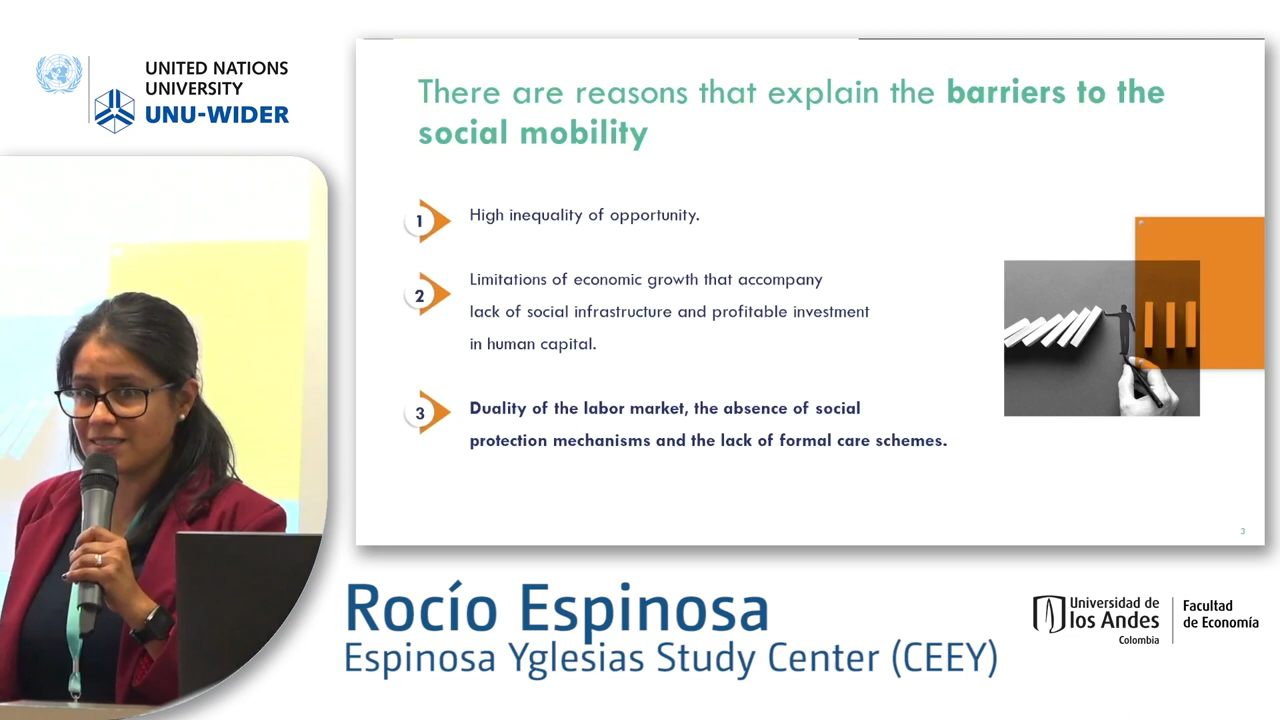 UNITED NATIONS
UNIVERSITY
UNU-WIDER
There are reasons that explain the barriers to the
social mobility
1
High inequality of opportunity.
2
Limitations of economic growth that accompany
lack of social infrastructure and profitable investment
in human capital.
3
Duality of the labor market, the absence of social
protection mechanisms and the lack of formal care schemes.
3
Rocío Espinosa
Espinosa Yglesias Study Center (CEEY)
Universidad de
los Andes
Colombia
Facultad
de Economía